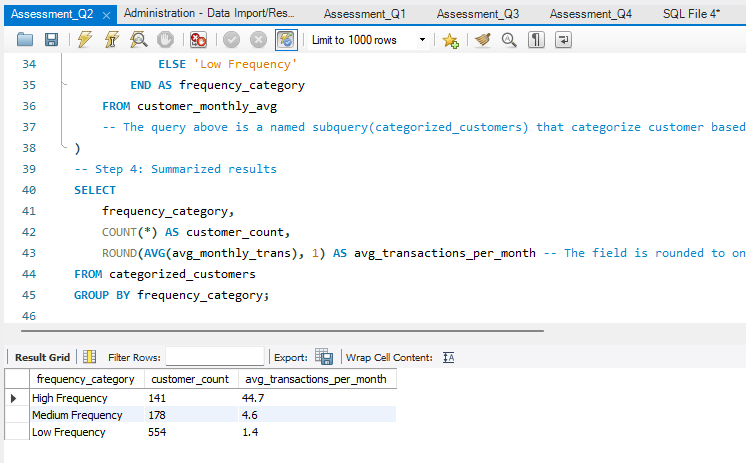 Assessment_Q2 × Administration - Data Import/Res... Assessment_Q1 Assessment_Q3 Assessment_Q4 SQL File 4*
Limit to 1000 rows
34 ELSE 'Low Frequency'
35 END AS frequency_category
36 FROM customer_monthly_avg
37 -- The query above is a named subquery(categorized_customers) that categorize customer based
38 )
39 -- Step 4: Summarized results
40 SELECT
41 frequency_category,
42 COUNT(*) AS customer_count,
43 ROUND(AVG(avg_monthly_trans), 1) AS avg_transactions_per_month -- The field is rounded to on
44 FROM categorized_customers
45 GROUP BY frequency_category;
46
Result Grid Filter Rows: Export: Wrap Cell Content:
frequency_category customer_count avg_transactions_per_month
High Frequency 141 44.7
Medium Frequency 178 4.6
Low Frequency 554 1.4